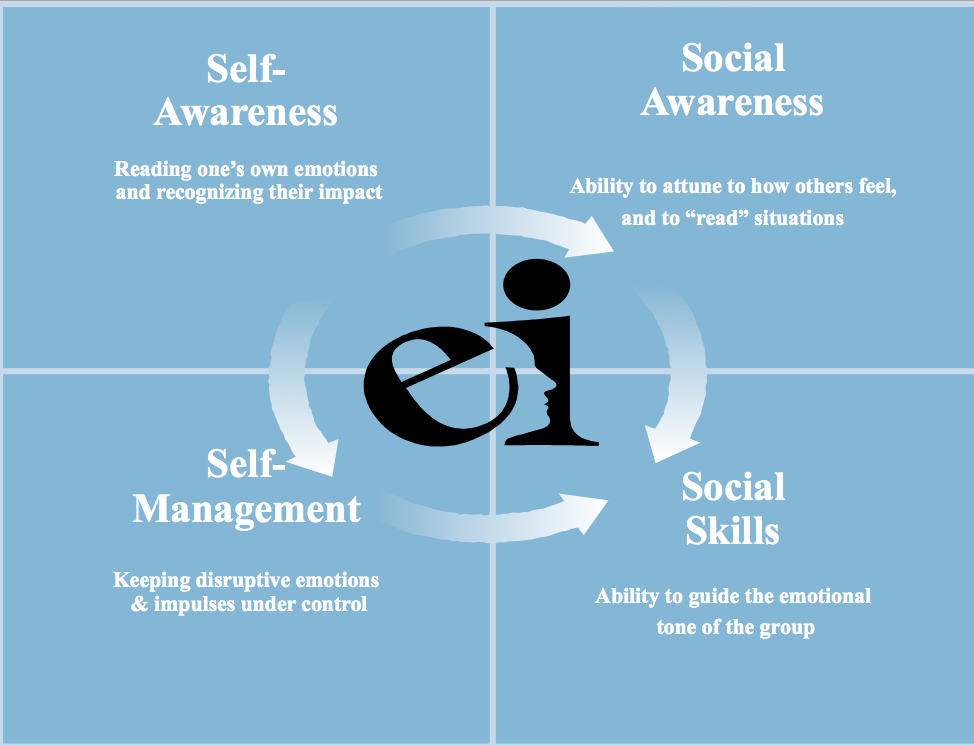 Self-
Awareness
Reading one’s own emotions
and recognizing their impact
Social
Awareness
Ability to attune to how others feel,
and to “read” situations
ei
Self-
Management
Keeping disruptive emotions
& impulses under control
Social
Skills
Ability to guide the emotional
tone of the group